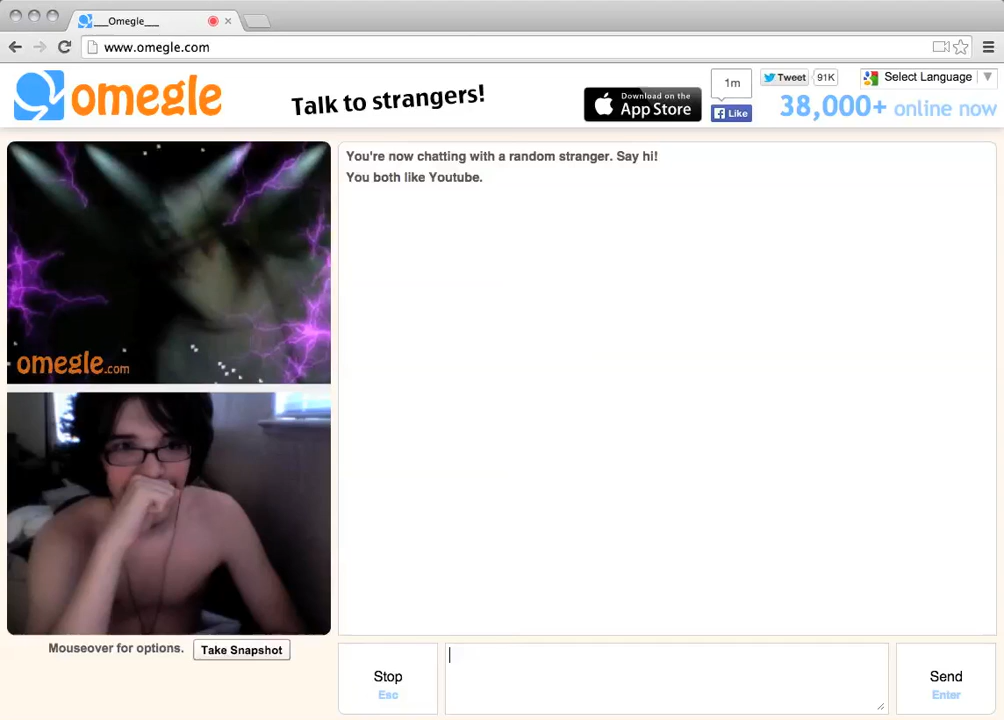 ___Omegle___
www.omegle.com
omegle
Talk to strangers!
Download on the
App Store
1m
Like
Tweet
91K
Select Language
38,000+ online now
You're now chatting with a random stranger. Say hi!
You both like Youtube.
omegle.com
Mouseover for options.
Take Snapshot
Stop
Esc
Send
Enter